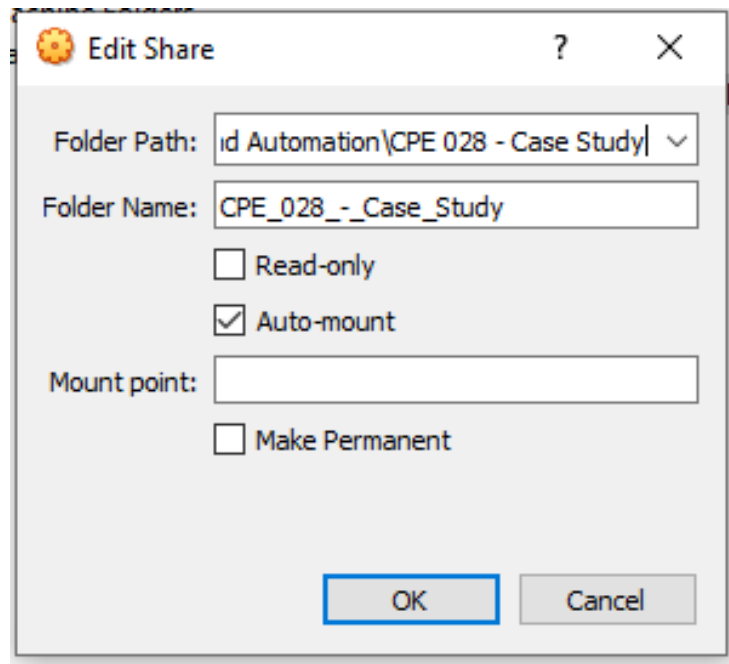 Edit Share
?
Folder Path: ıd Automation\CPE 028 - Case Study
Folder Name: CPE_028_-_Case_Study
Read-only
Auto-mount
Mount point:
Make Permanent
OK Cancel